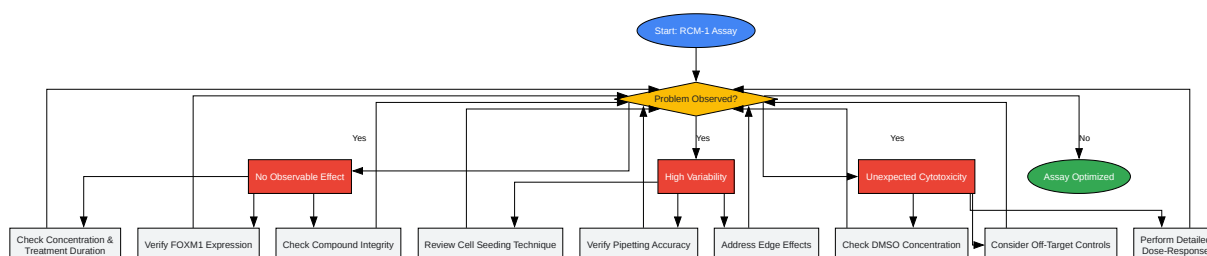 Start: RCM-1 Assay
Problem Observed?
Yes
Yes
Yes
No
No Observable Effect
High Variability
Unexpected Cytotoxicity
Assay Optimized
Check Concentration &
Treatment Duration
Verify FOXM1 Expression
Check Compound Integrity
Review Cell Seeding Technique
Verify Pipetting Accuracy
Address Edge Effects
Check DMSO Concentration
Consider Off-Target Controls
Perform Detailed
Dose-Response